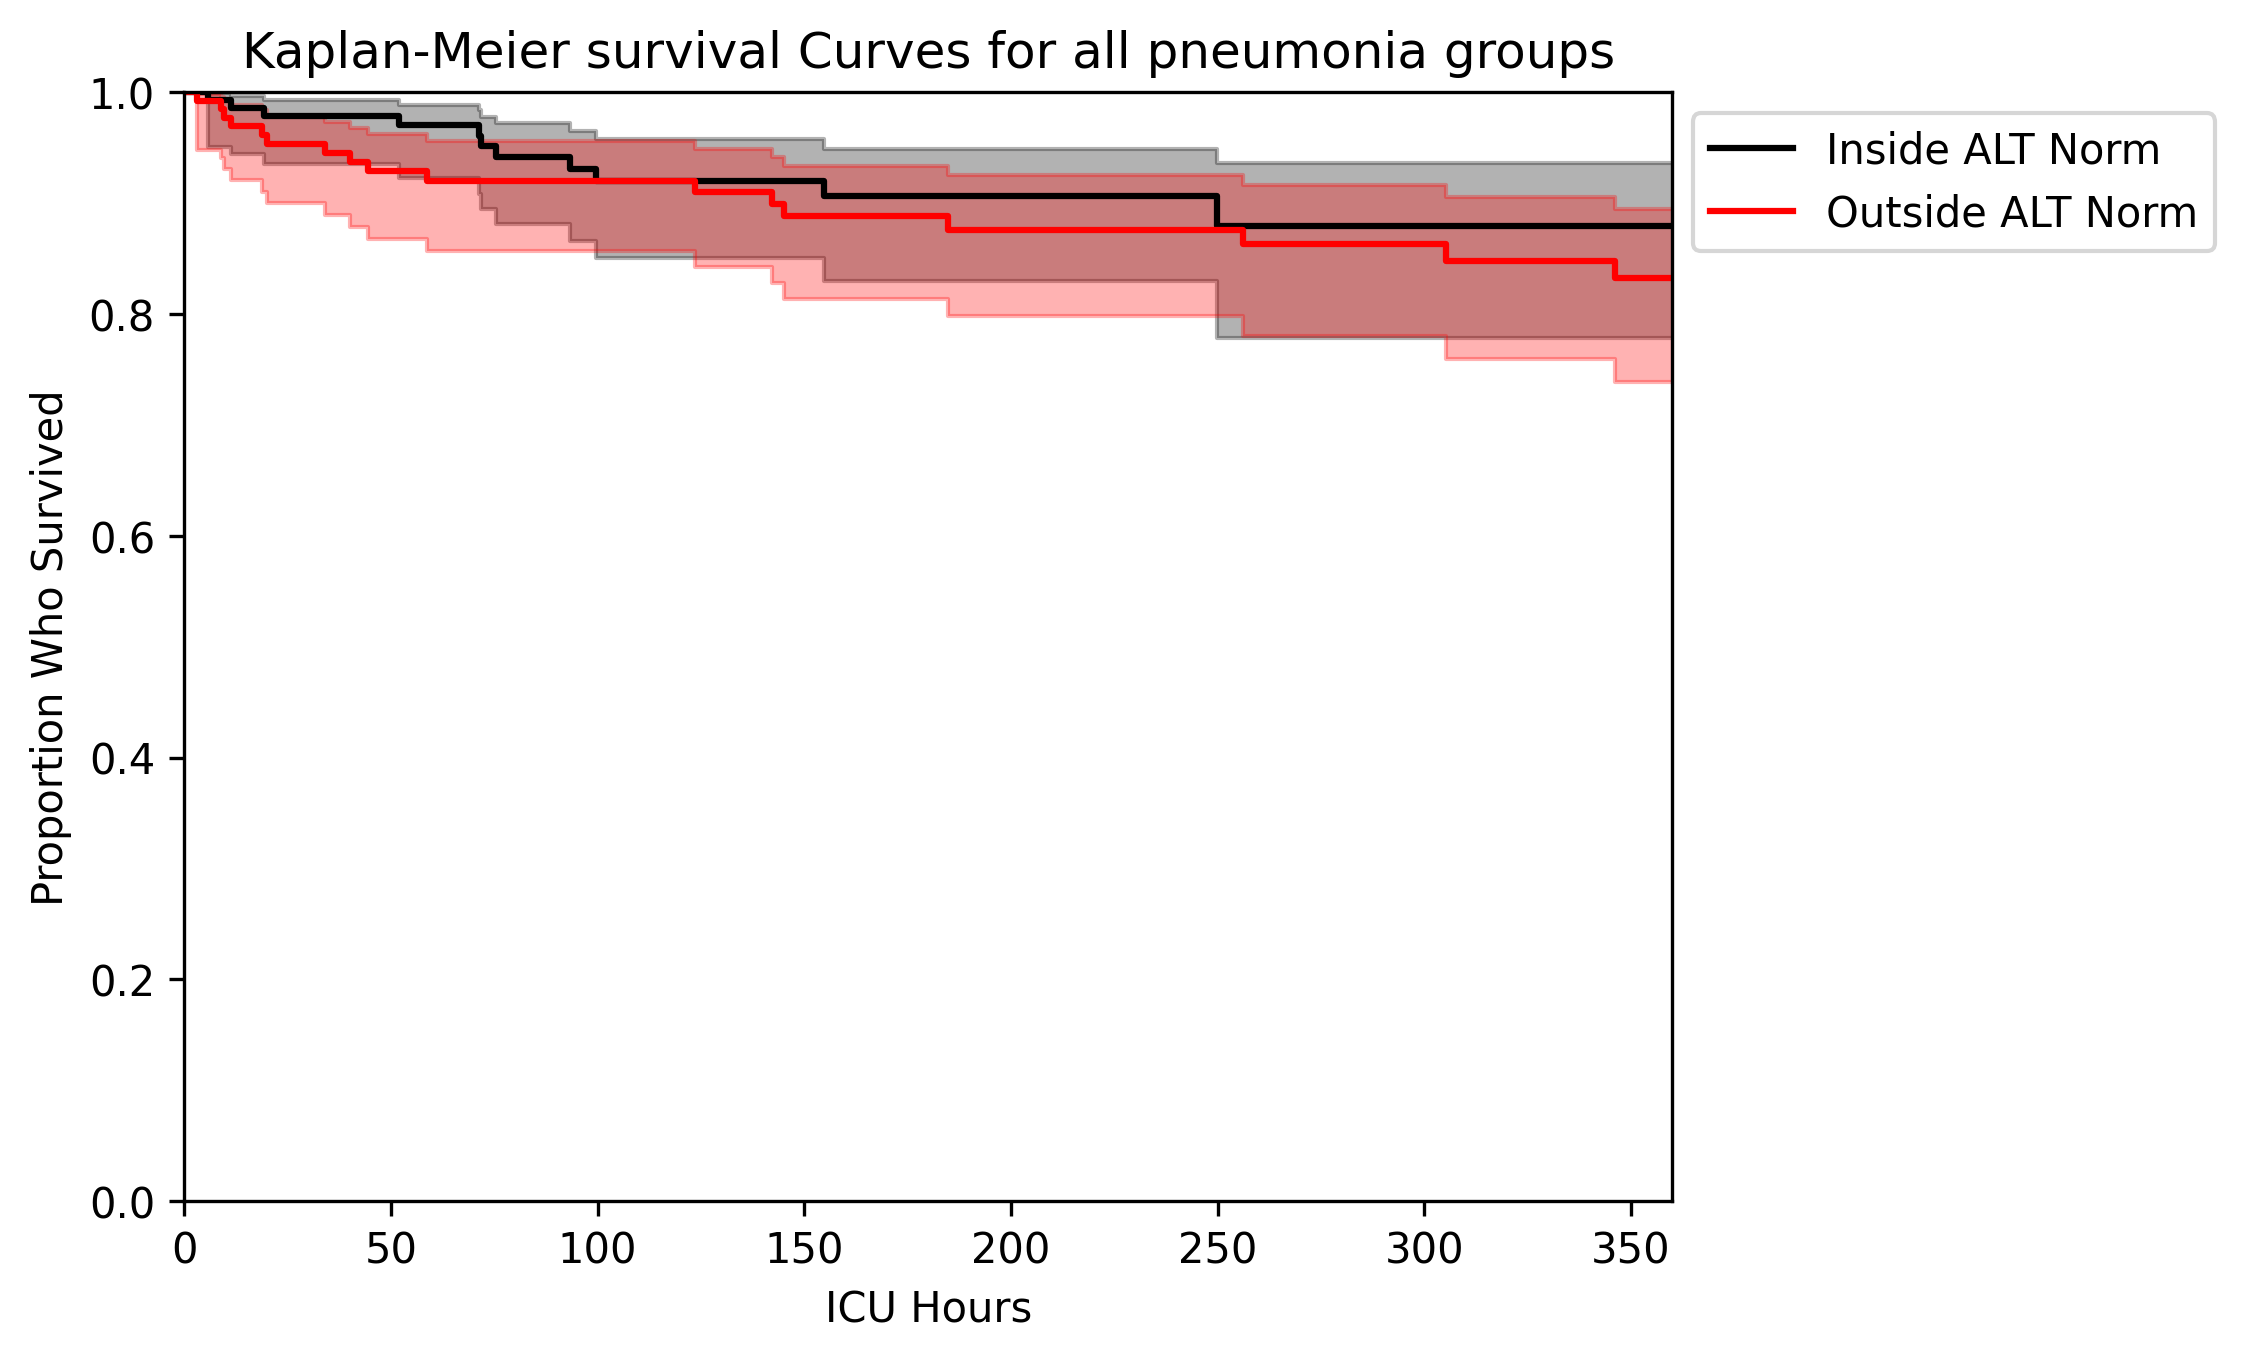 Kaplan-Meier survival Curves for all pneumonia groups
1.0
0.8
0.6
0.4
0.2
0.0
Proportion Who Survived
0 50 100 150 200 250 300 350
ICU Hours
Inside ALT Norm
Outside ALT Norm